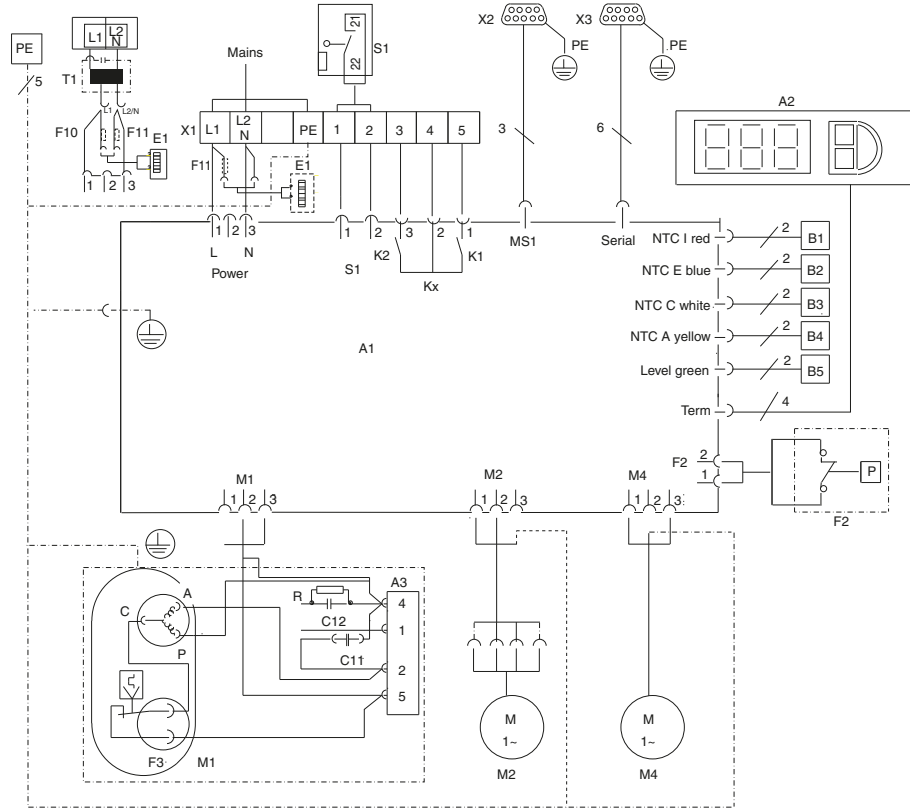 X2
X3
21
S1
22
PE
PE
PE
L1
L2
N
5
T1
Mains
A2
L1
L2/N
F10
F11
E1
1 2 3
X1
L1
L2
N
PE
1
2
3
4
5
3
6
F11
E1
1 2 3
L N
Power
1
2
S1
3
K2
2
1
K1
Kx
MS1
Serial
NTC I red
2
B1
NTC E blue
2
B2
NTC C white
2
B3
NTC A yellow
2
B4
Level green
2
B5
Term
4
A1
F2
2
1
P
F2
M1
1 2 3
M2
1 2 3
M4
1 2 3
A3
R
4
C12
1
C11
2
5
A
C
P
F3
M1
M
1~
M2
M
1~
M4